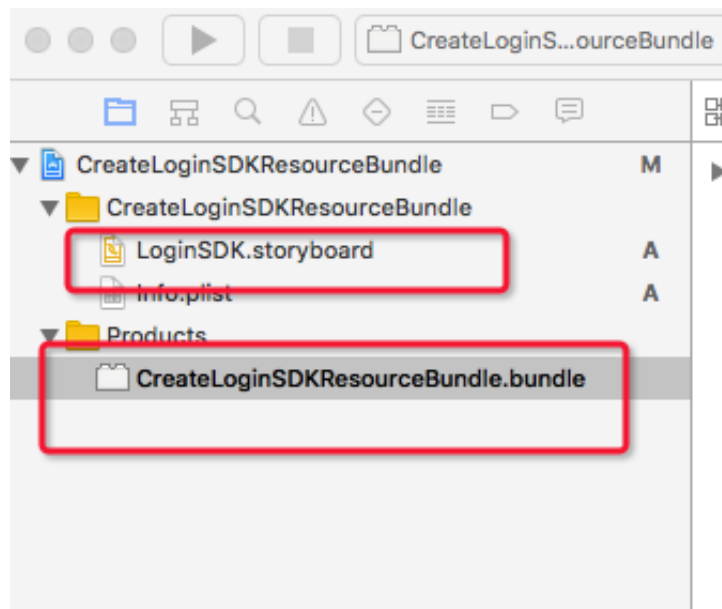 CreateLoginS...ourceBundle
CreateLoginSDKResourceBundle
M
CreateLoginSDKResourceBundle
LoginSDK.storyboard
A
Info.plist
A
Products
CreateLoginSDKResourceBundle.bundle